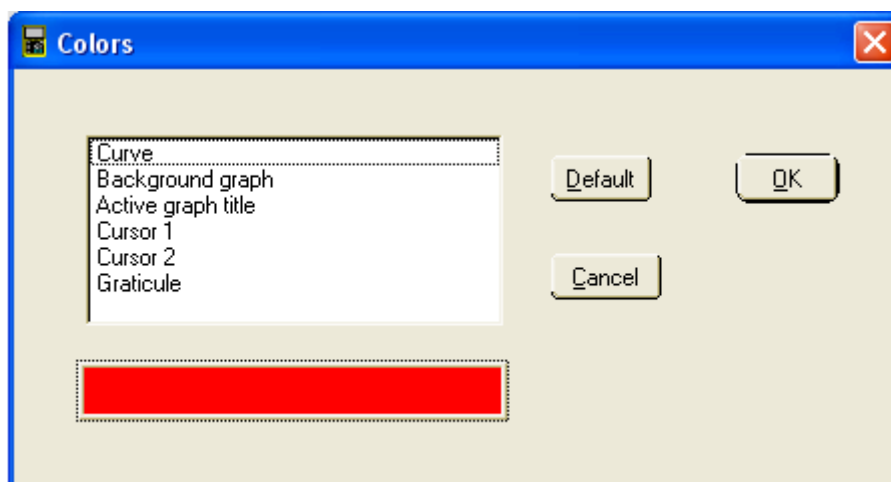 Colors
Curve
Background graph
Active graph title
Cursor 1
Cursor 2
Graticule
Default
OK
Cancel